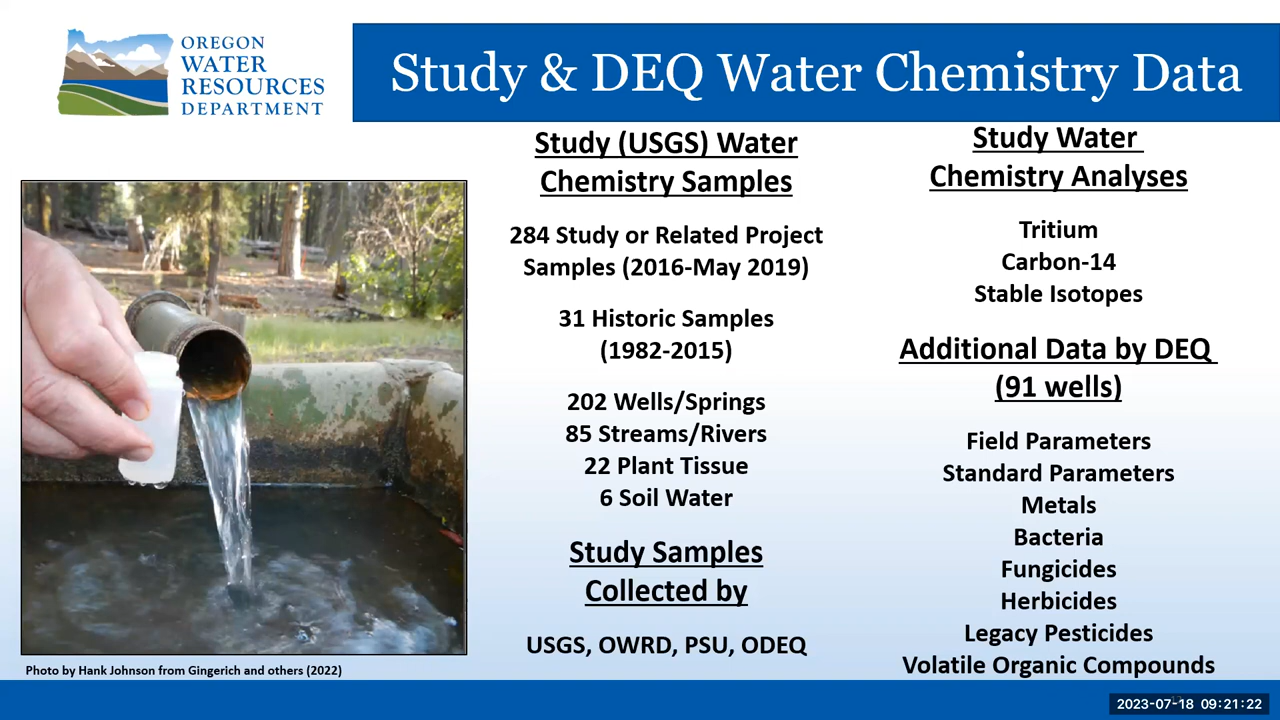 OREGON
WATER
RESOURCES
DEPARTMENT
Study & DEQ Water Chemistry Data
Study (USGS) Water
Chemistry Samples
284 Study or Related Project
Samples (2016-May 2019)
31 Historic Samples
(1982-2015)
202 Wells/Springs
85 Streams/Rivers
22 Plant Tissue
6 Soil Water
Study Samples
Collected by
USGS, OWRD, PSU, ODEQ
Study Water
Chemistry Analyses
Tritium
Carbon-14
Stable Isotopes
Additional Data by DEQ
(91 wells)
Field Parameters
Standard Parameters
Metals
Bacteria
Fungicides
Herbicides
Legacy Pesticides
Volatile Organic Compounds
Photo by Hank Johnson from Gingerich and others (2022)
2023-07-18 09:21:22